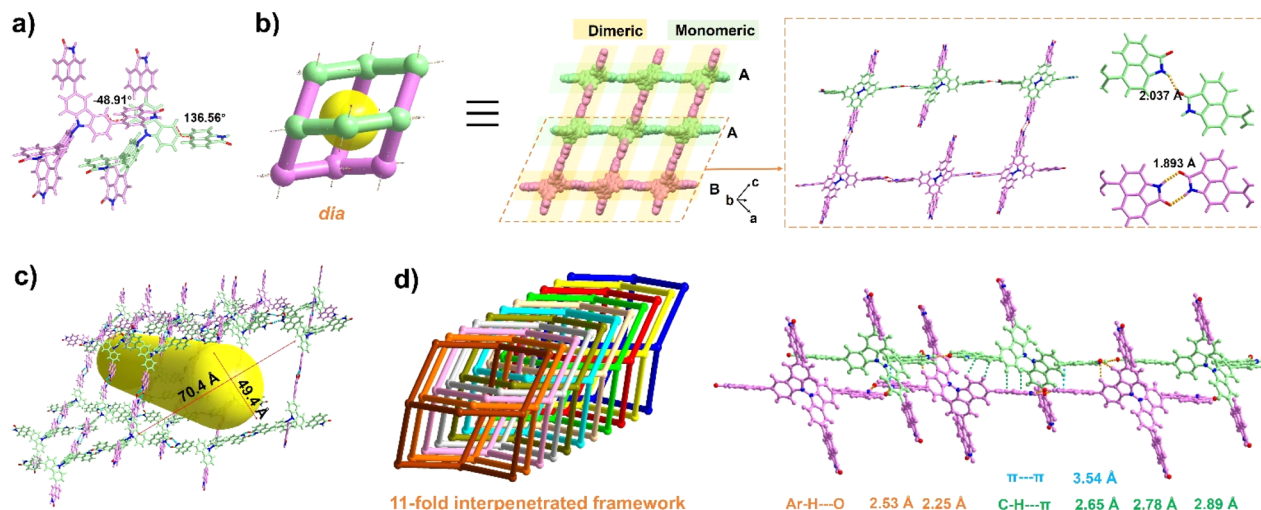 a)
-48.91°
136.56°
b)
dia
Dimeric
Monomeric
A
A
B
c
b
a
2.037 Å
1.893 Å
c)
70.4 Å
49.4 Å
d)
11-fold interpenetrated framework
π---π 3.54 Å
Ar-H---O 2.53 Å 2.25 Å C-H---π 2.65 Å 2.78 Å 2.89 Å